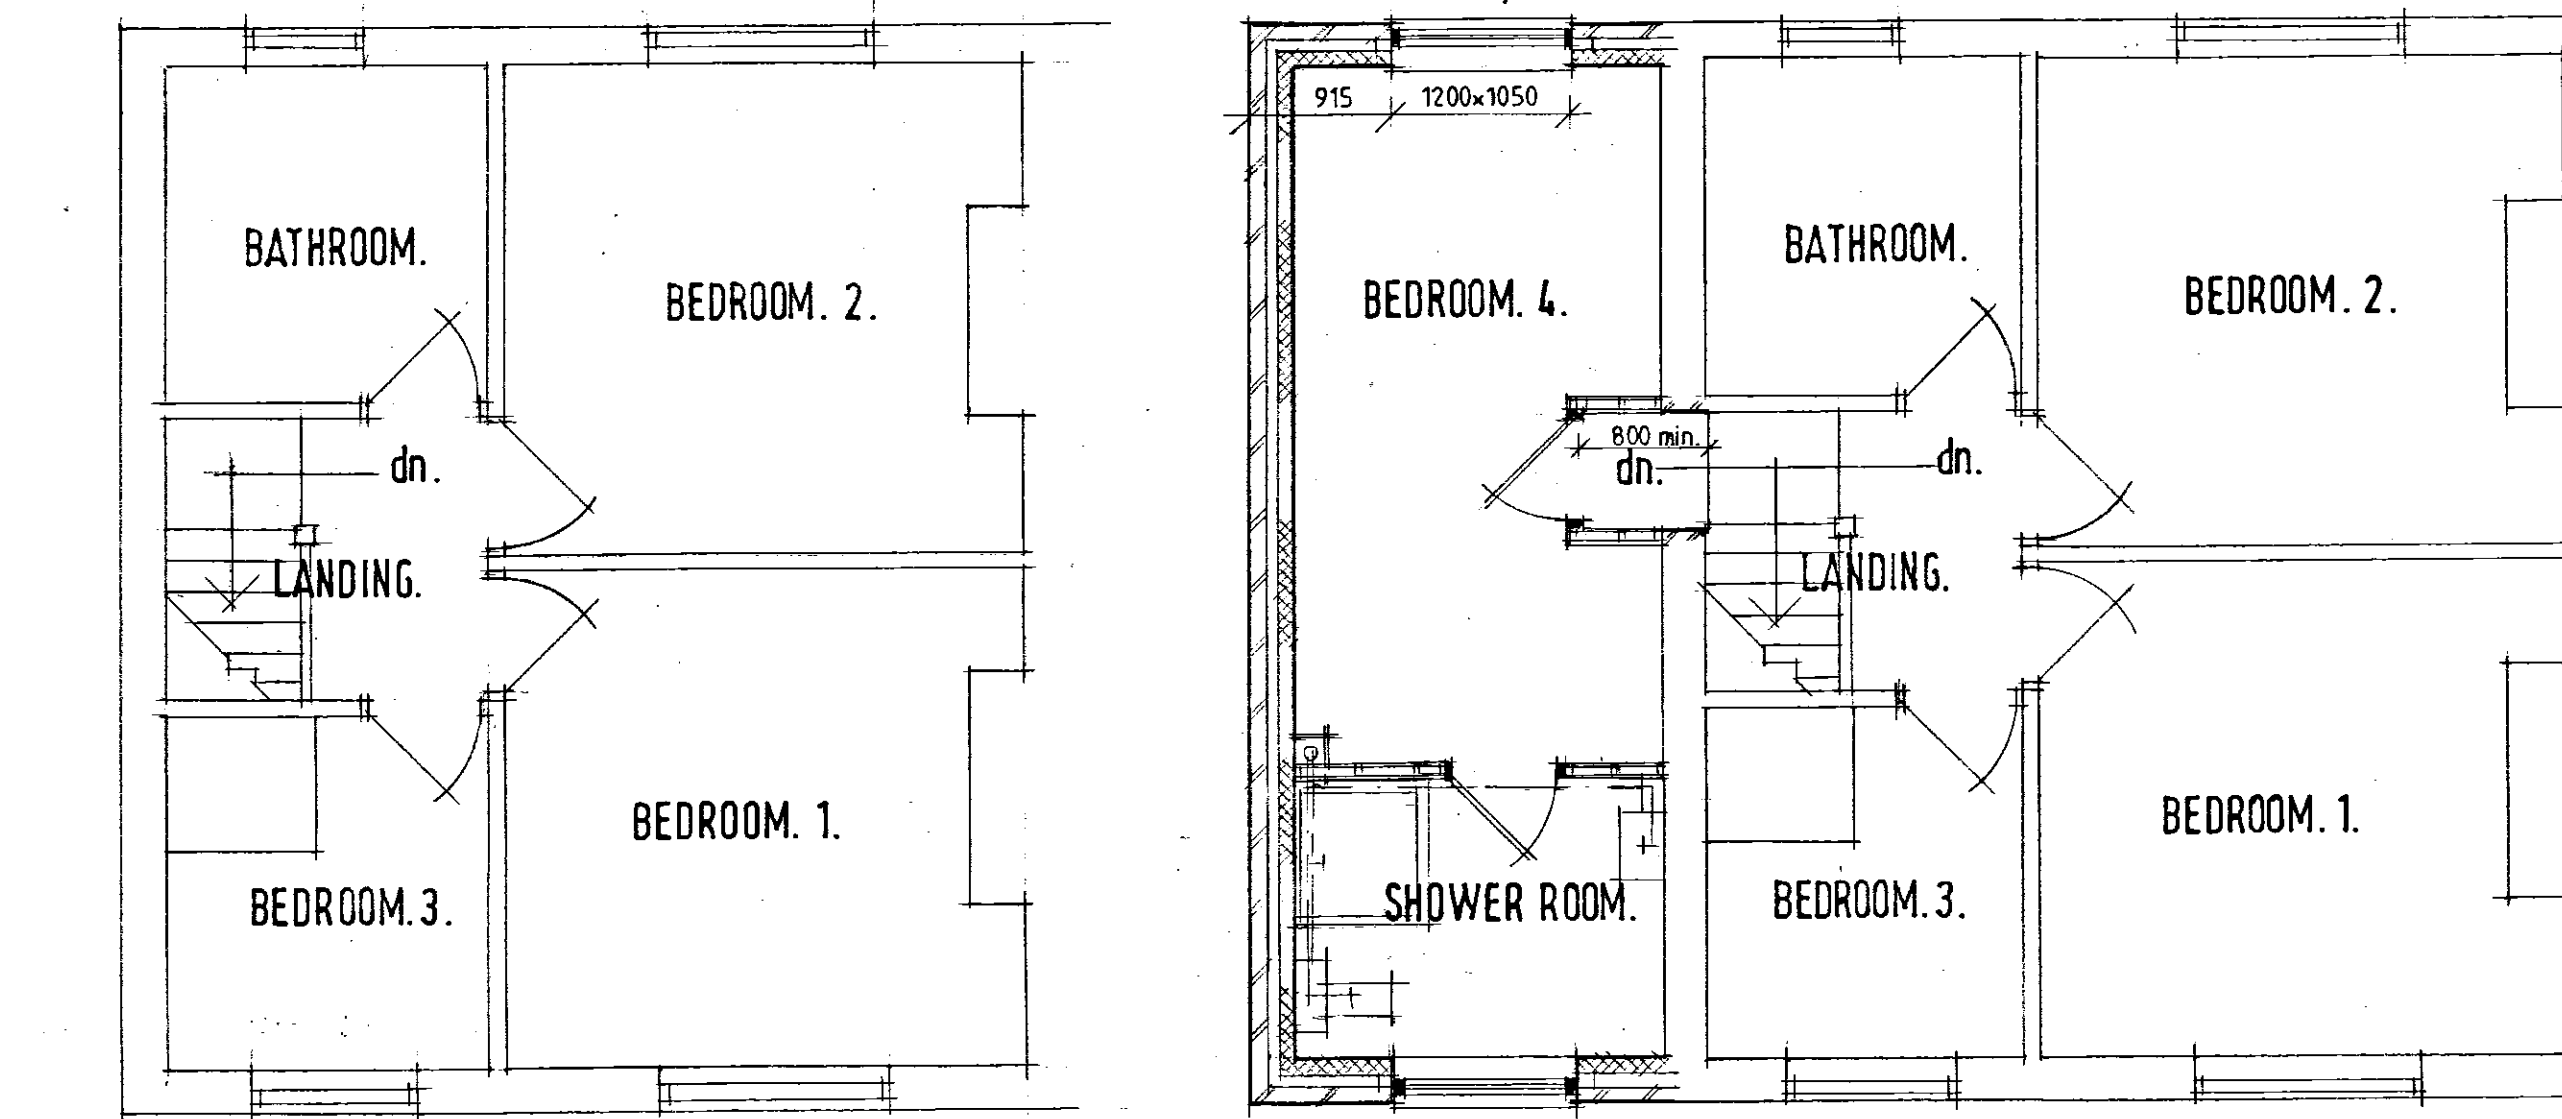 BATHROOM.
BEDROOM. 2.
dn.
LANDING.
BEDROOM. 1.
BEDROOM. 3.
915
1200x1050
BEDROOM. 4.
BATHROOM.
BEDROOM. 2.
800 min.
dn.
dn.
LANDING.
BEDROOM. 1.
SHOWER ROOM.
BEDROOM. 3.